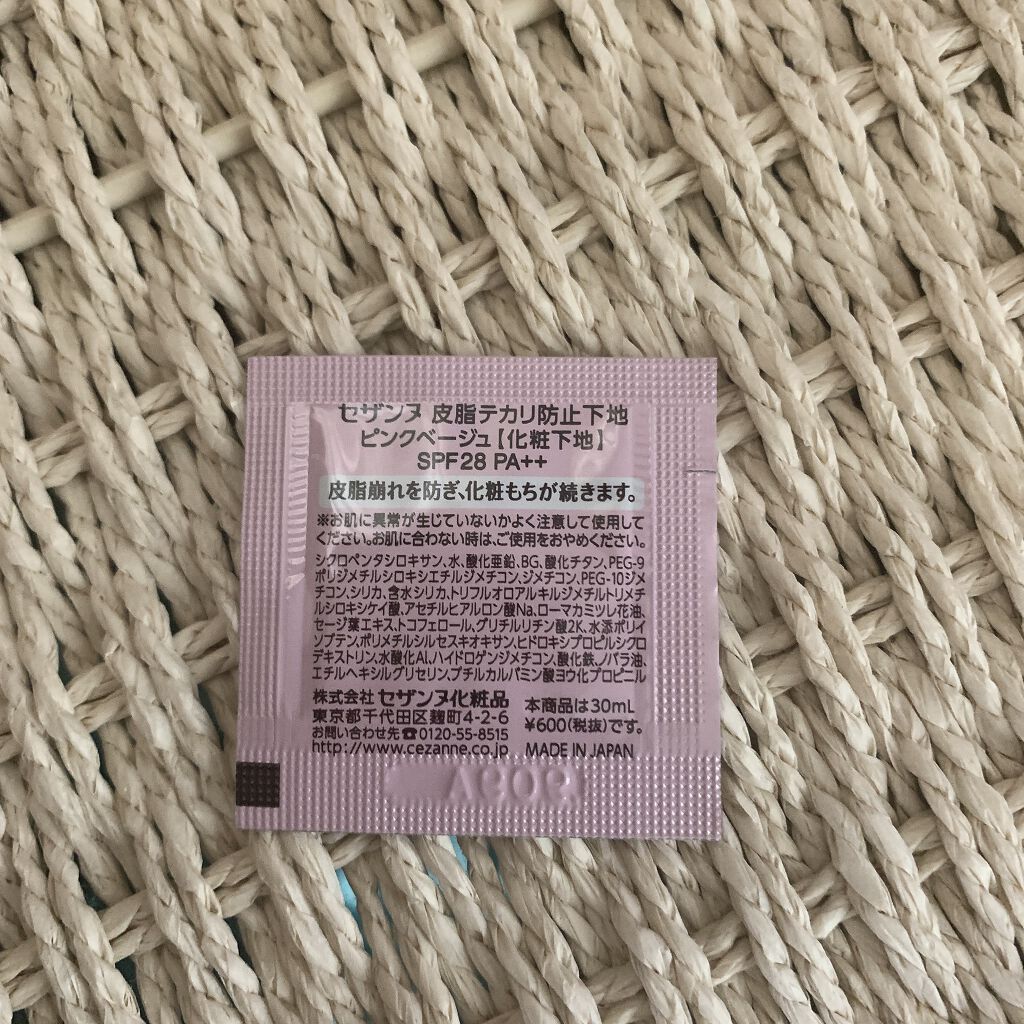 セザンヌ 皮脂テカリ防止下地
ピンクベージュ【化粧下地】
SPF28 PA++
皮脂崩れを防ぎ、化粧もちが続きます。
※お肌に異常が生じていないかよく注意して使用して
ください。お肌に合わない時は、ご使用をおやめください。
シクロペンタシロキサン、水、酸化亜鉛、BG、酸化チタン、PEG-9
ポリジメチルシロキシエチルジメチコン、ジメチコン、PEG-10ジメ
チコン、シリカ、含水シリカ、トリフルオロアルキルジメチルトリメチ
ルシロキシケイ酸、アセチルヒアルロン酸Na、ローマカミツレ花油、
セージ葉エキス、トコフェロール、グリチルリチン酸2K、水添ポリイ
ソブテン、ポリメチルシルセスキオキサン、ヒドロキシプロピルシクロ
デキストリン、水酸化Al、ハイドロゲンジメチコン、酸化鉄、ノバラ油、
エチルヘキシルグリセリン、ブチルカルバミン酸ヨウ化プロピニル
株式会社 セザンヌ化粧品
東京都千代田区麹町4-2-6
お問い合わせ先☎0120-55-8515
http://www.cezanne.co.jp
本商品は30mL
¥600(税抜)です。
MADE IN JAPAN